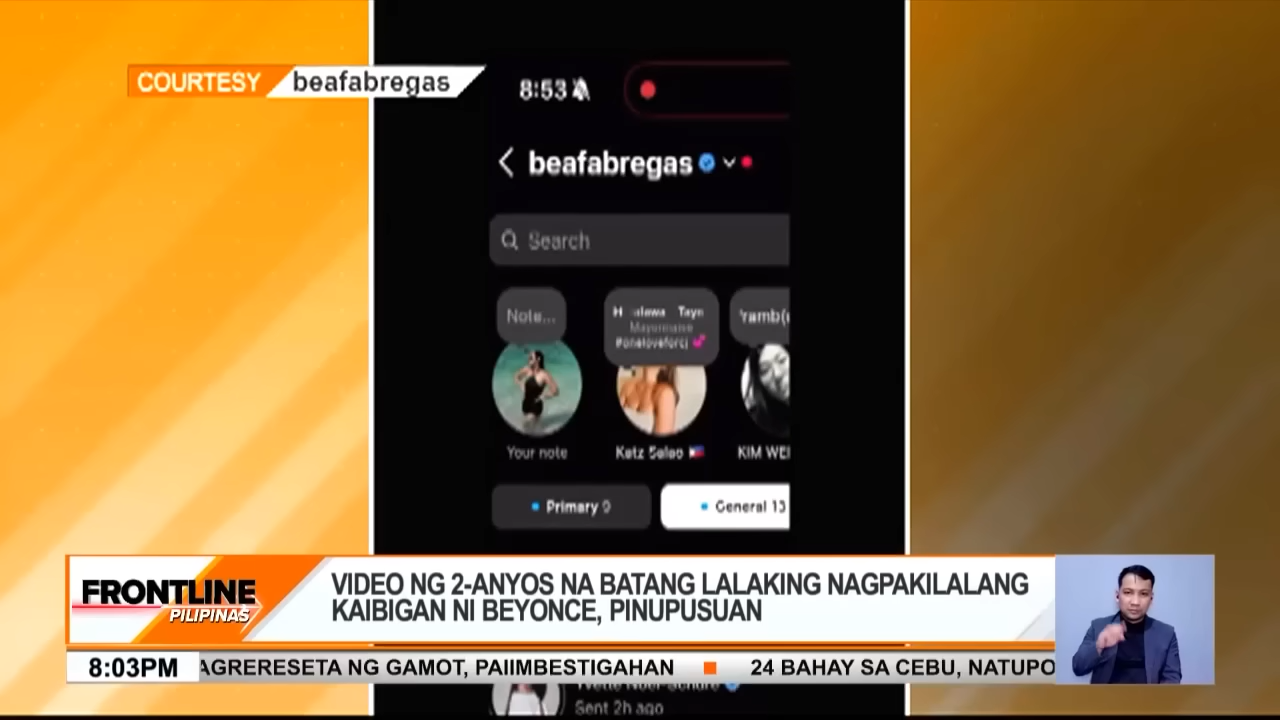 COURTESY beafabregas
8:53
beafabregas
Search
Note...
Your note
KIM WEI
Primary 9
General 13
FRONTLINE
PILIPINAS
VIDEO NG 2-ANYOS NA BATANG LALAKING NAGPAKILALANG
KAIBIGAN NI BEYONCE, PINUPUSUAN
8:03PM
AGRERESETA NG GAMOT, PAIIMBESTIGAHAN 24 BAHAY SA CEBU, NATUPO
Sent 2h ago